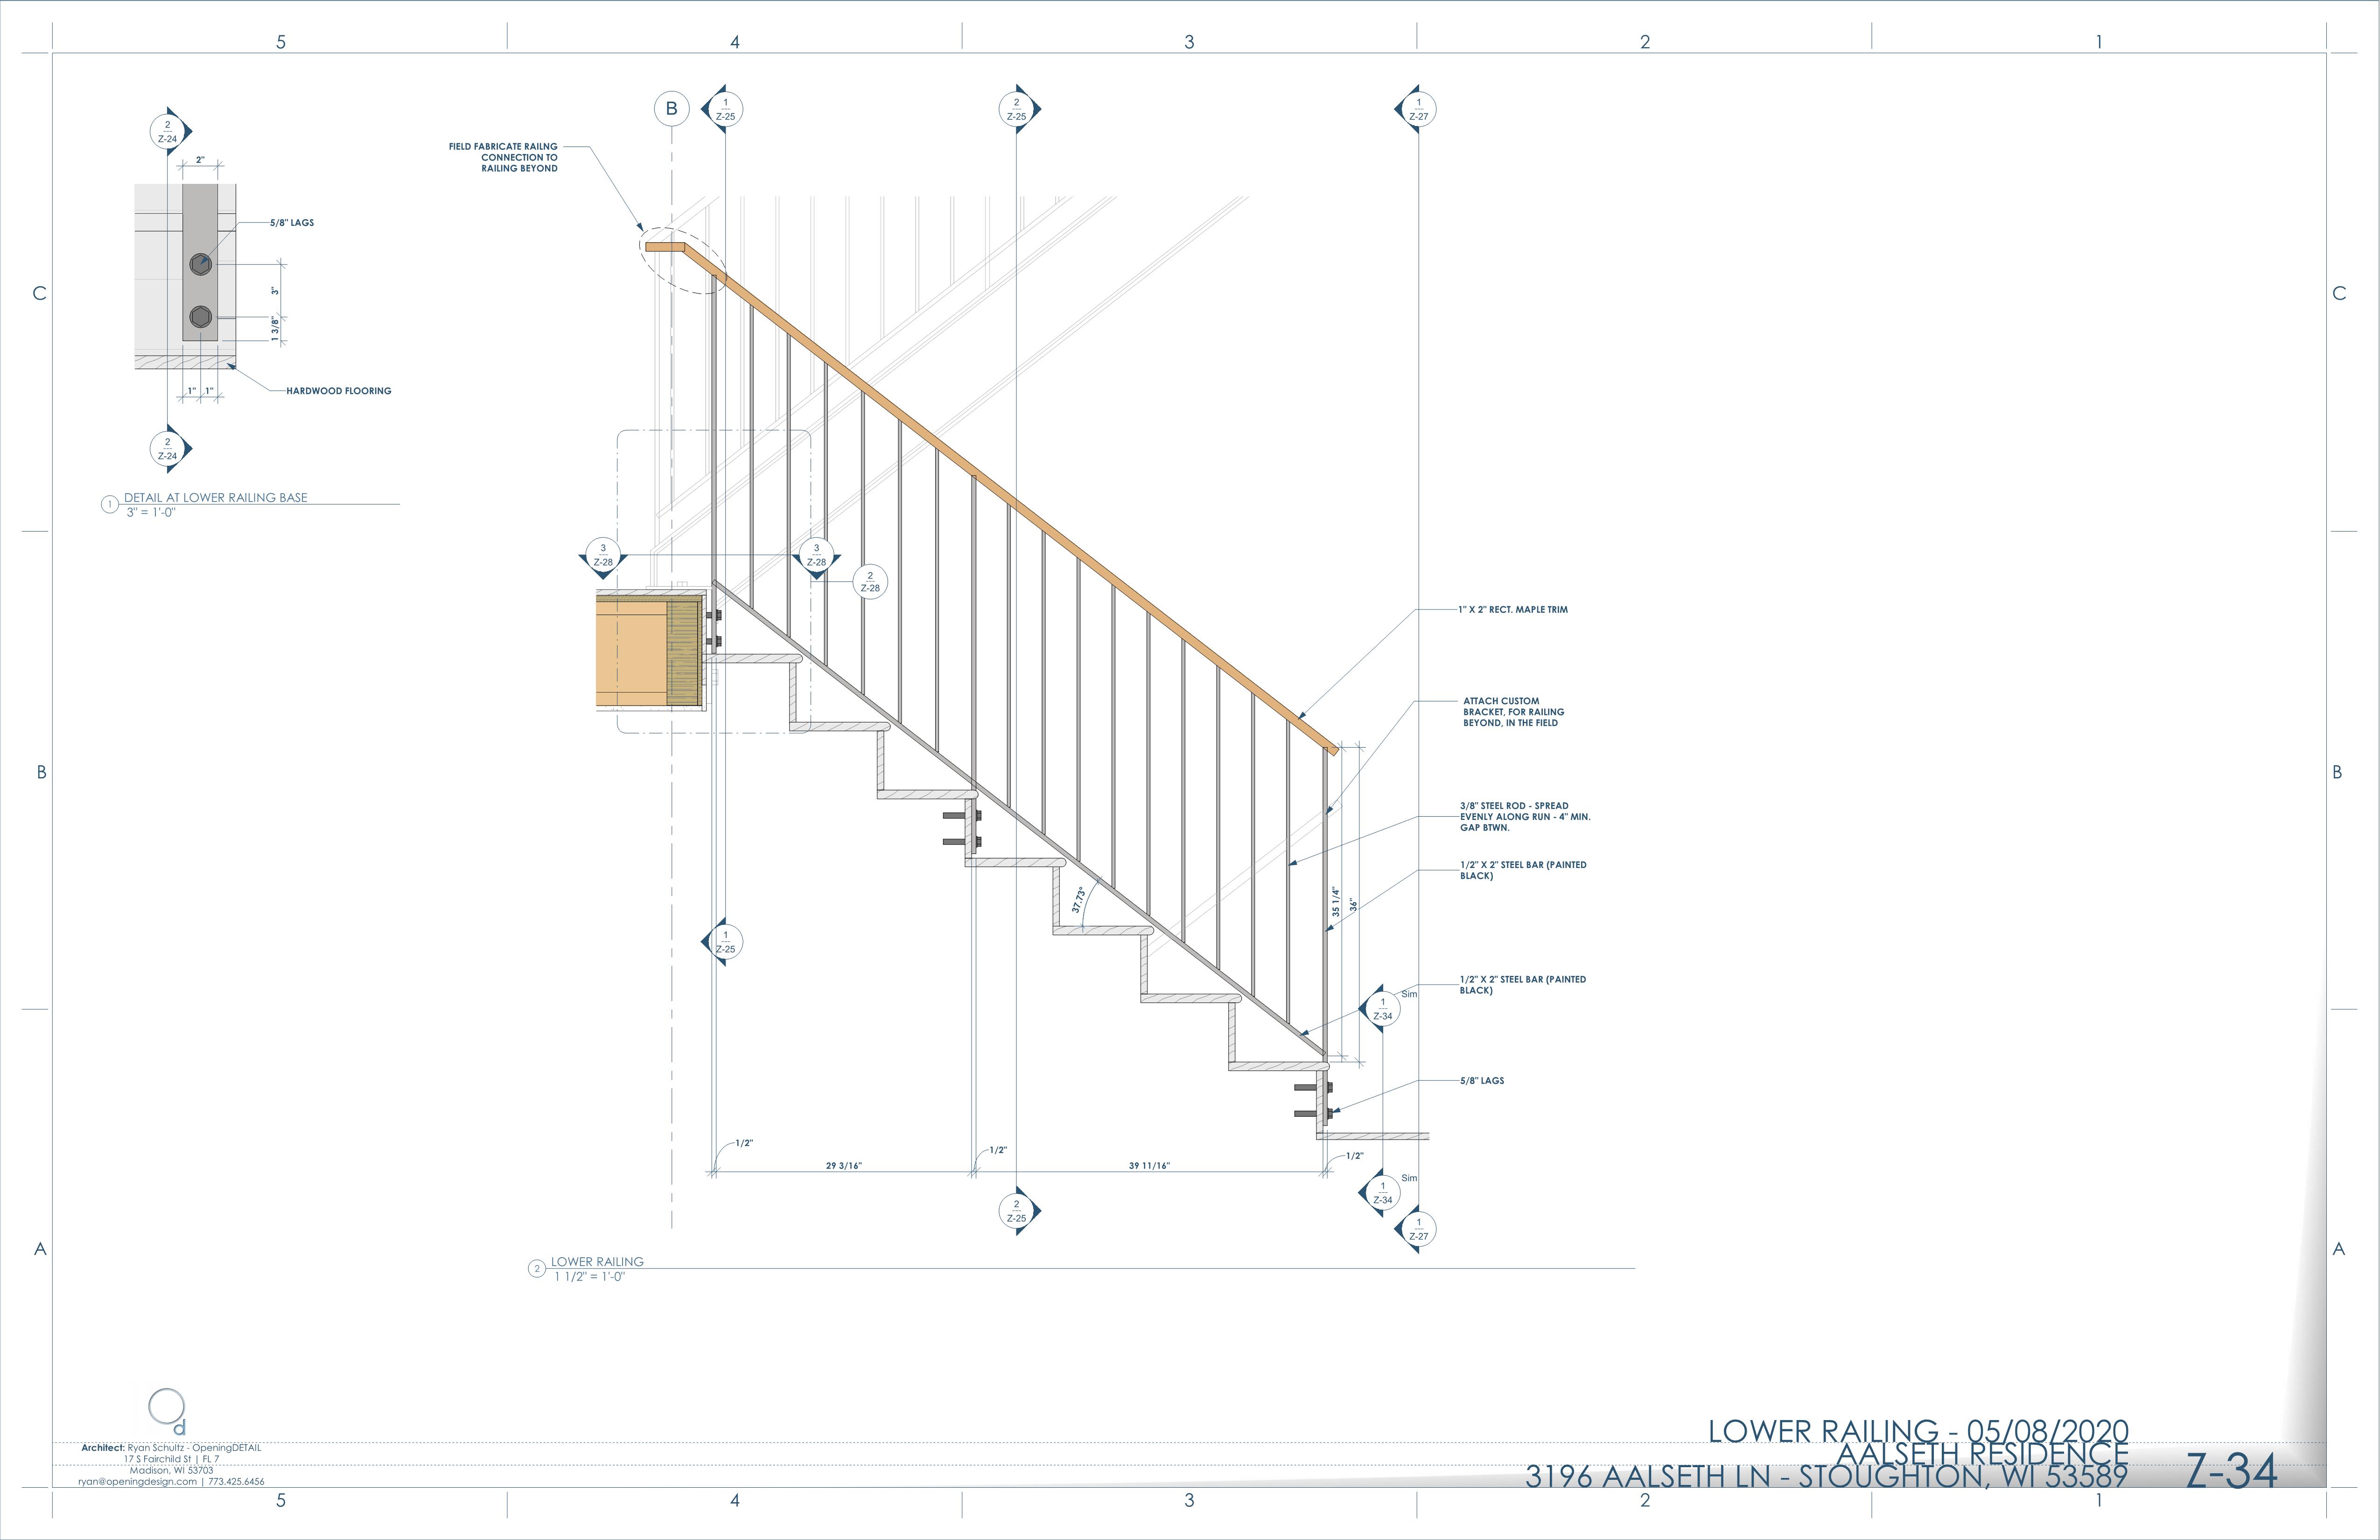 5
4
3
2
1
C
B
A
C
B
A
2
Z-24
2"
5/8" LAGS
3"
1 3/8"
1"
1"
HARDWOOD FLOORING
2
Z-24
1
DETAIL AT LOWER RAILING BASE
3" = 1'-0"
B
1
Z-25
2
Z-25
1
Z-27
FIELD FABRICATE RAILNG
CONNECTION TO
RAILING BEYOND
3
Z-28
3
Z-28
2
Z-28
1" X 2" RECT. MAPLE TRIM
ATTACH CUSTOM
BRACKET, FOR RAILING
BEYOND, IN THE FIELD
3/8" STEEL ROD - SPREAD
EVENLY ALONG RUN - 4" MIN.
GAP BTWN.
1/2" X 2" STEEL BAR (PAINTED
BLACK)
35 1/4"
36"
37.73°
1
Z-25
1/2" X 2" STEEL BAR (PAINTED
BLACK)
Sim
1
Z-34
5/8" LAGS
1/2"
1/2"
1/2"
29 3/16"
39 11/16"
Sim
1
Z-34
2
Z-25
1
Z-27
2
LOWER RAILING
1 1/2" = 1'-0"
d
Architect: Ryan Schultz - OpeningDETAIL
17 S Fairchild St | FL 7
Madison, WI 53703
ryan@openingdesign.com | 773.425.6456
LOWER RAILING - 05/08/2020
AALSETH RESIDENCE
3196 AALSETH LN - STOUGHTON, WI 53589
Z-34
5
4
3
2
1